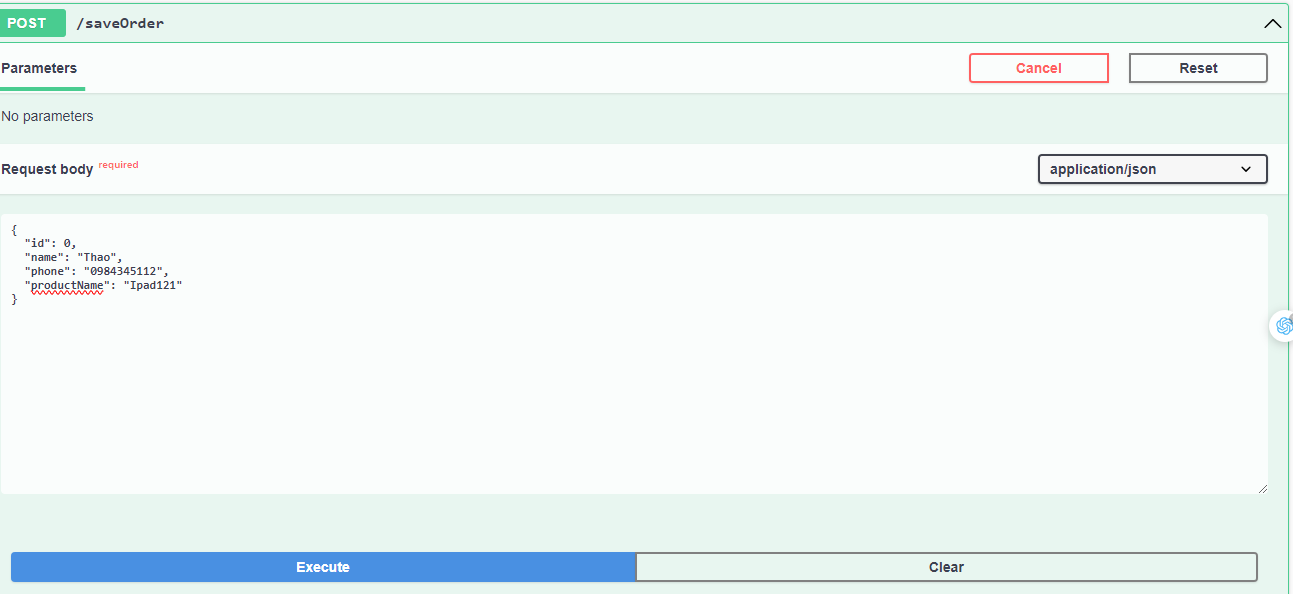 POST /saveOrder
Parameters Cancel Reset
No parameters
Request body required application/json
{
  "id": 0,
  "name": "Thao",
  "phone": "0984345112",
  "productName": "Ipad121"
}
Execute Clear